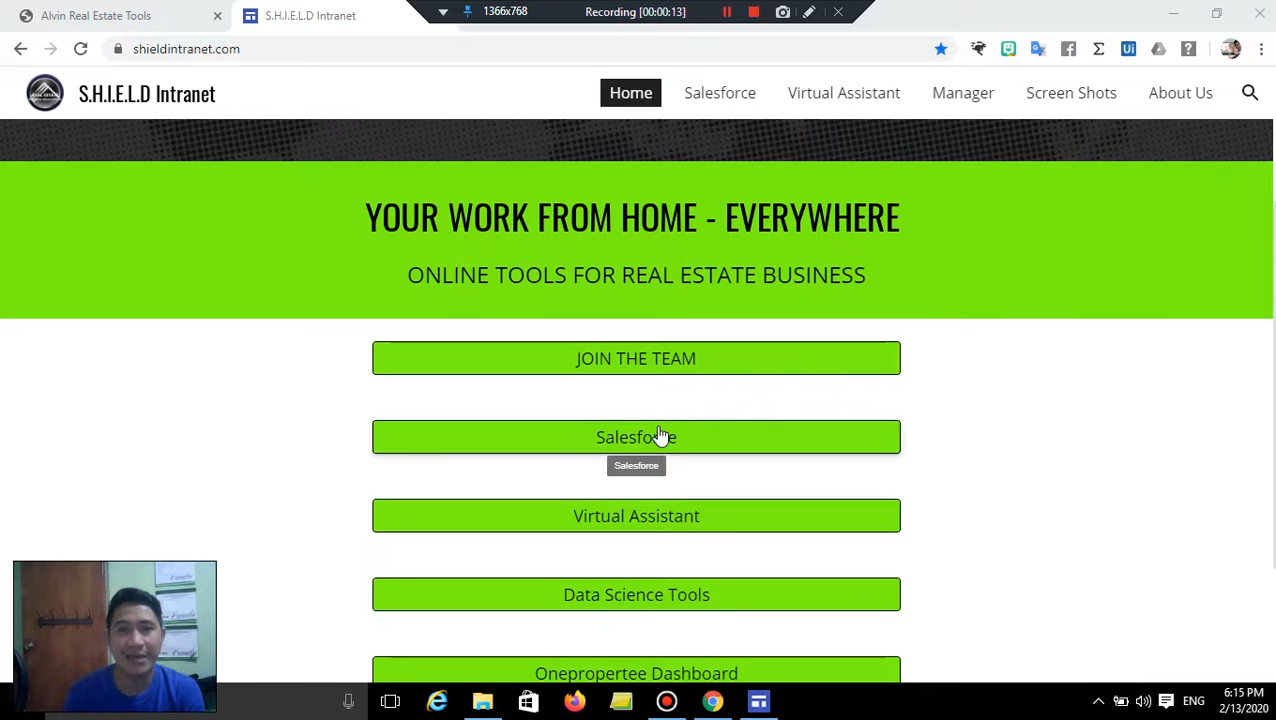 Alvin Real Estate Tools
S.H.I.E.L.D Intranet
1366x768
Recording [00:00:13]
shieldintranet.com
S.H.I.E.L.D Intranet
Home
Salesforce
Virtual Assistant
Manager
Screen Shots
About Us
YOUR WORK FROM HOME - EVERYWHERE
ONLINE TOOLS FOR REAL ESTATE BUSINESS
JOIN THE TEAM
Salesforce
Salesforce
Virtual Assistant
Data Science Tools
Onepropertee Dashboard
ENG
6:15 PM
2/13/2020